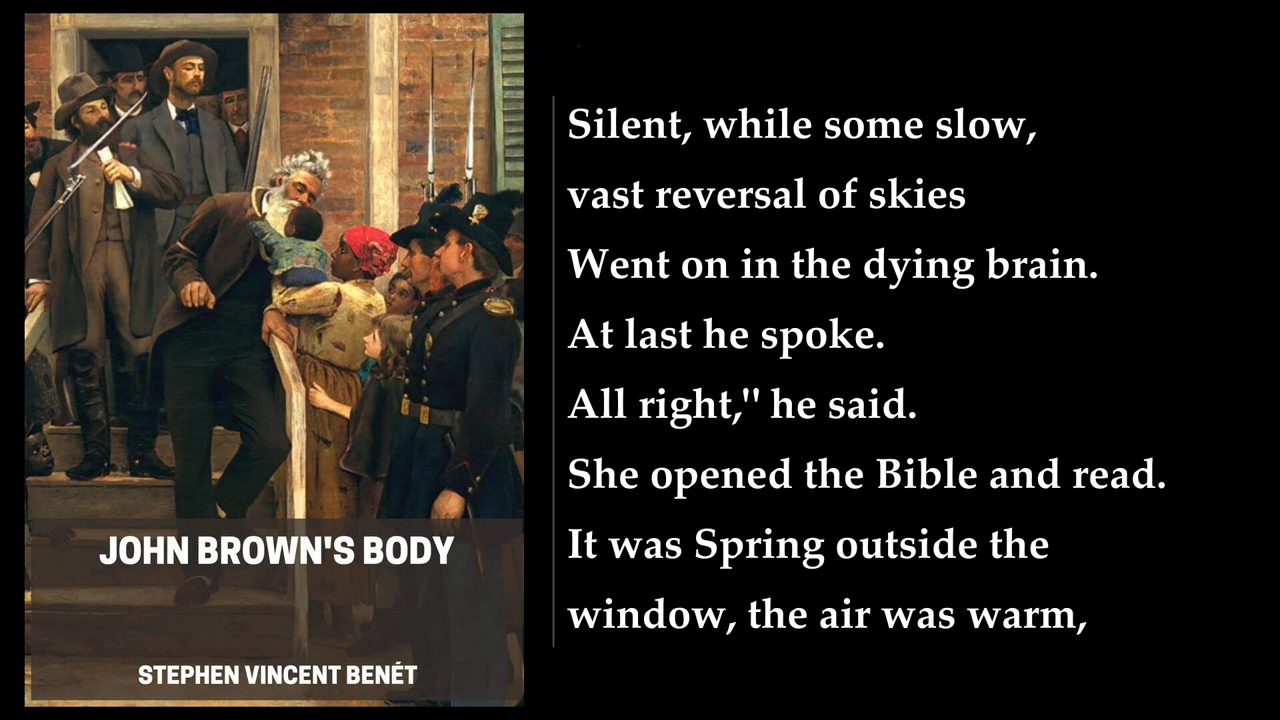 JOHN BROWN'S BODY
STEPHEN VINCENT BENÉT
Silent, while some slow,
vast reversal of skies
Went on in the dying brain.
At last he spoke.
All right," he said.
She opened the Bible and read.
It was Spring outside the
window, the air was warm,